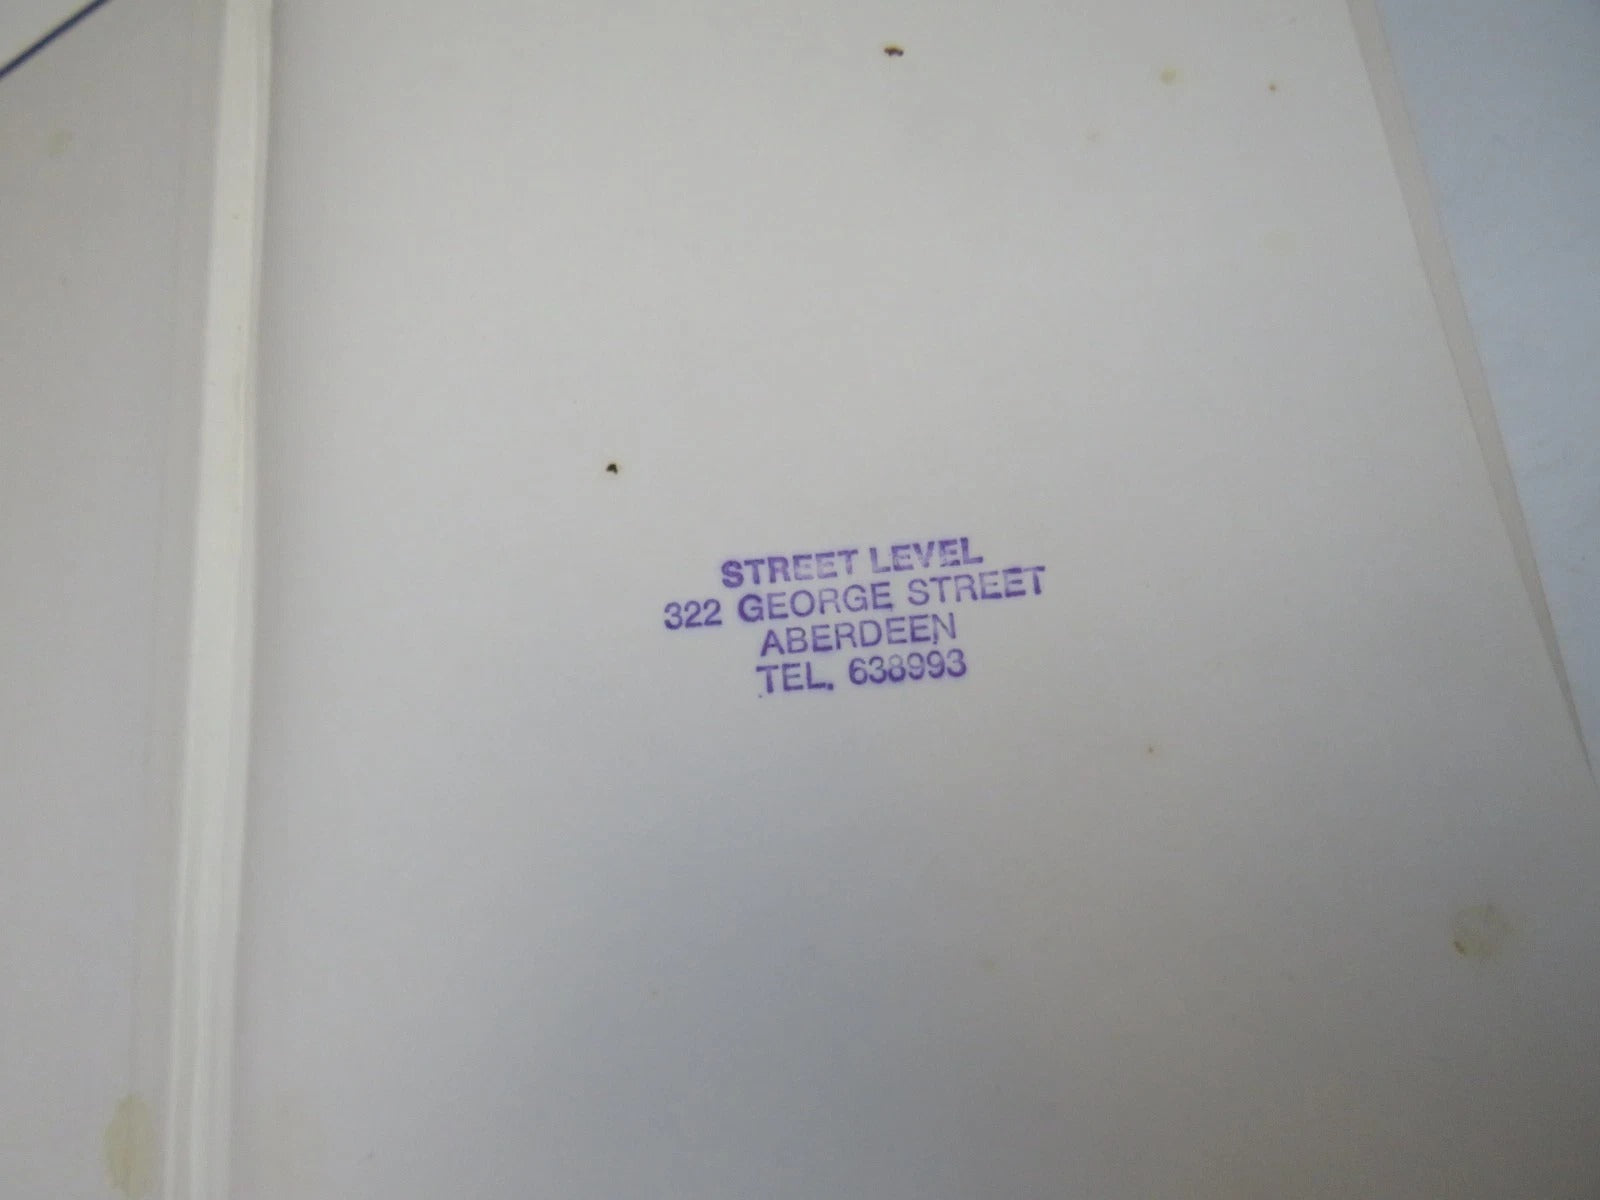 STREET LEVEL
322 GEORGE STREET
ABERDEEN
TEL. 638993